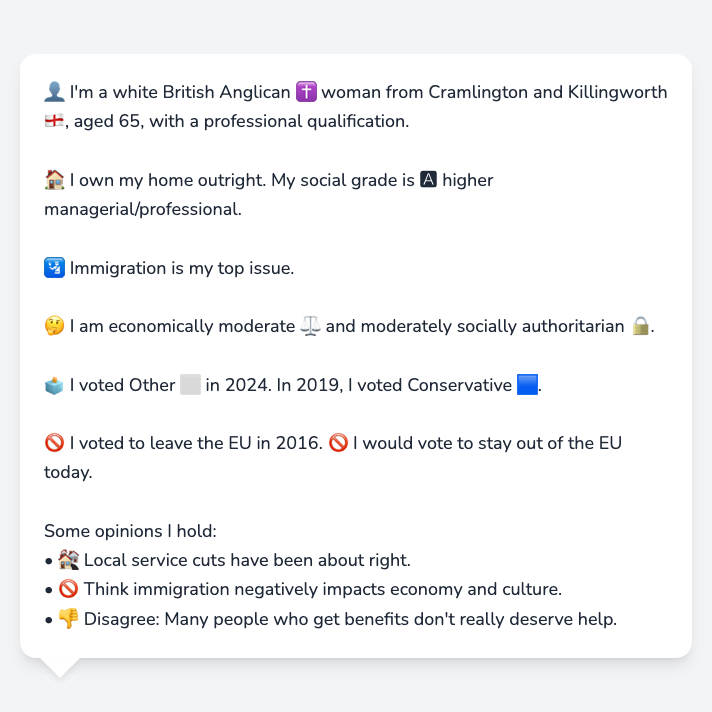 👤 I'm a white British Anglican ✝️ woman from Cramlington and Killingworth
🏴󠁧󠁢󠁥󠁮󠁧󠁿, aged 65, with a professional qualification.
🏠 I own my home outright. My social grade is 🅰 higher
managerial/professional.
🛂 Immigration is my top issue.
🤔 I am economically moderate ⚖️ and moderately socially authoritarian 🔒.
🗳️ I voted Other ⬜ in 2024. In 2019, I voted Conservative 🟦.
🚫 I voted to leave the EU in 2016. 🚫 I would vote to stay out of the EU
today.
Some opinions I hold:
• 🏘️ Local service cuts have been about right.
• 🚫 Think immigration negatively impacts economy and culture.
• 👎 Disagree: Many people who get benefits don't really deserve help.